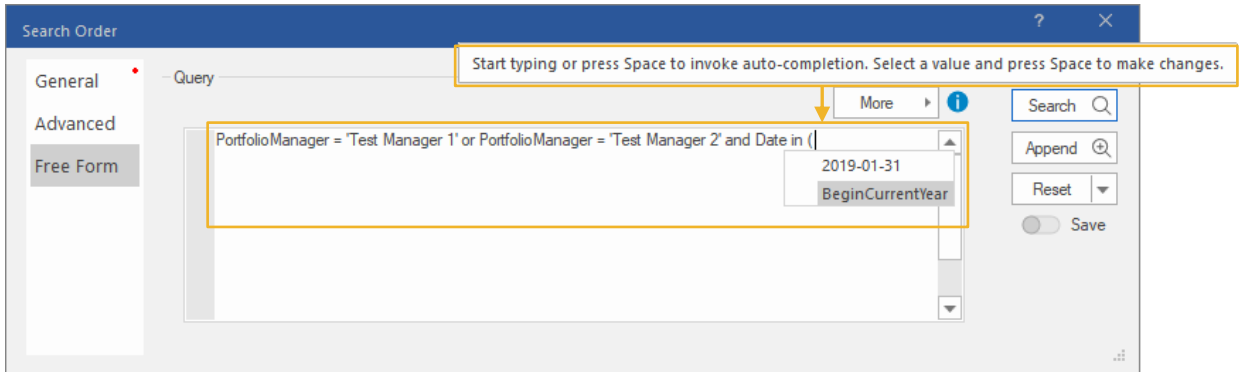 Search Order
Start typing or press Space to invoke auto-completion. Select a value and press Space to make changes.
General
Advanced
Free Form
Query
More
PortfolioManager = 'Test Manager 1' or PortfolioManager = 'Test Manager 2' and Date in (
2019-01-31
BeginCurrentYear
Search
Append
Reset
Save